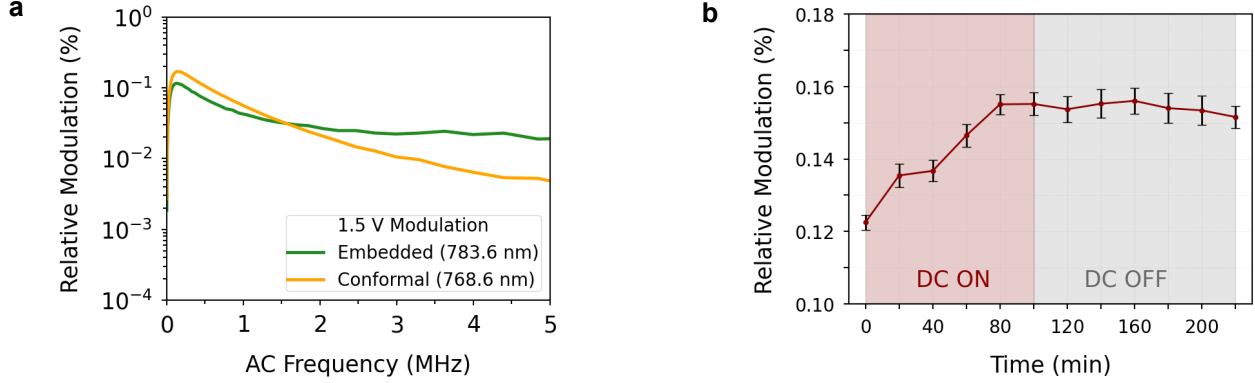 a
10⁰
10⁻¹
10⁻²
10⁻³
10⁻⁴
Relative Modulation (%)
1.5 V Modulation
Embedded (783.6 nm)
Conformal (768.6 nm)
0 1 2 3 4 5
AC Frequency (MHz)
b
0.18
0.16
0.14
0.12
0.10
Relative Modulation (%)
DC ON
DC OFF
0 40 80 120 160 200
Time (min)